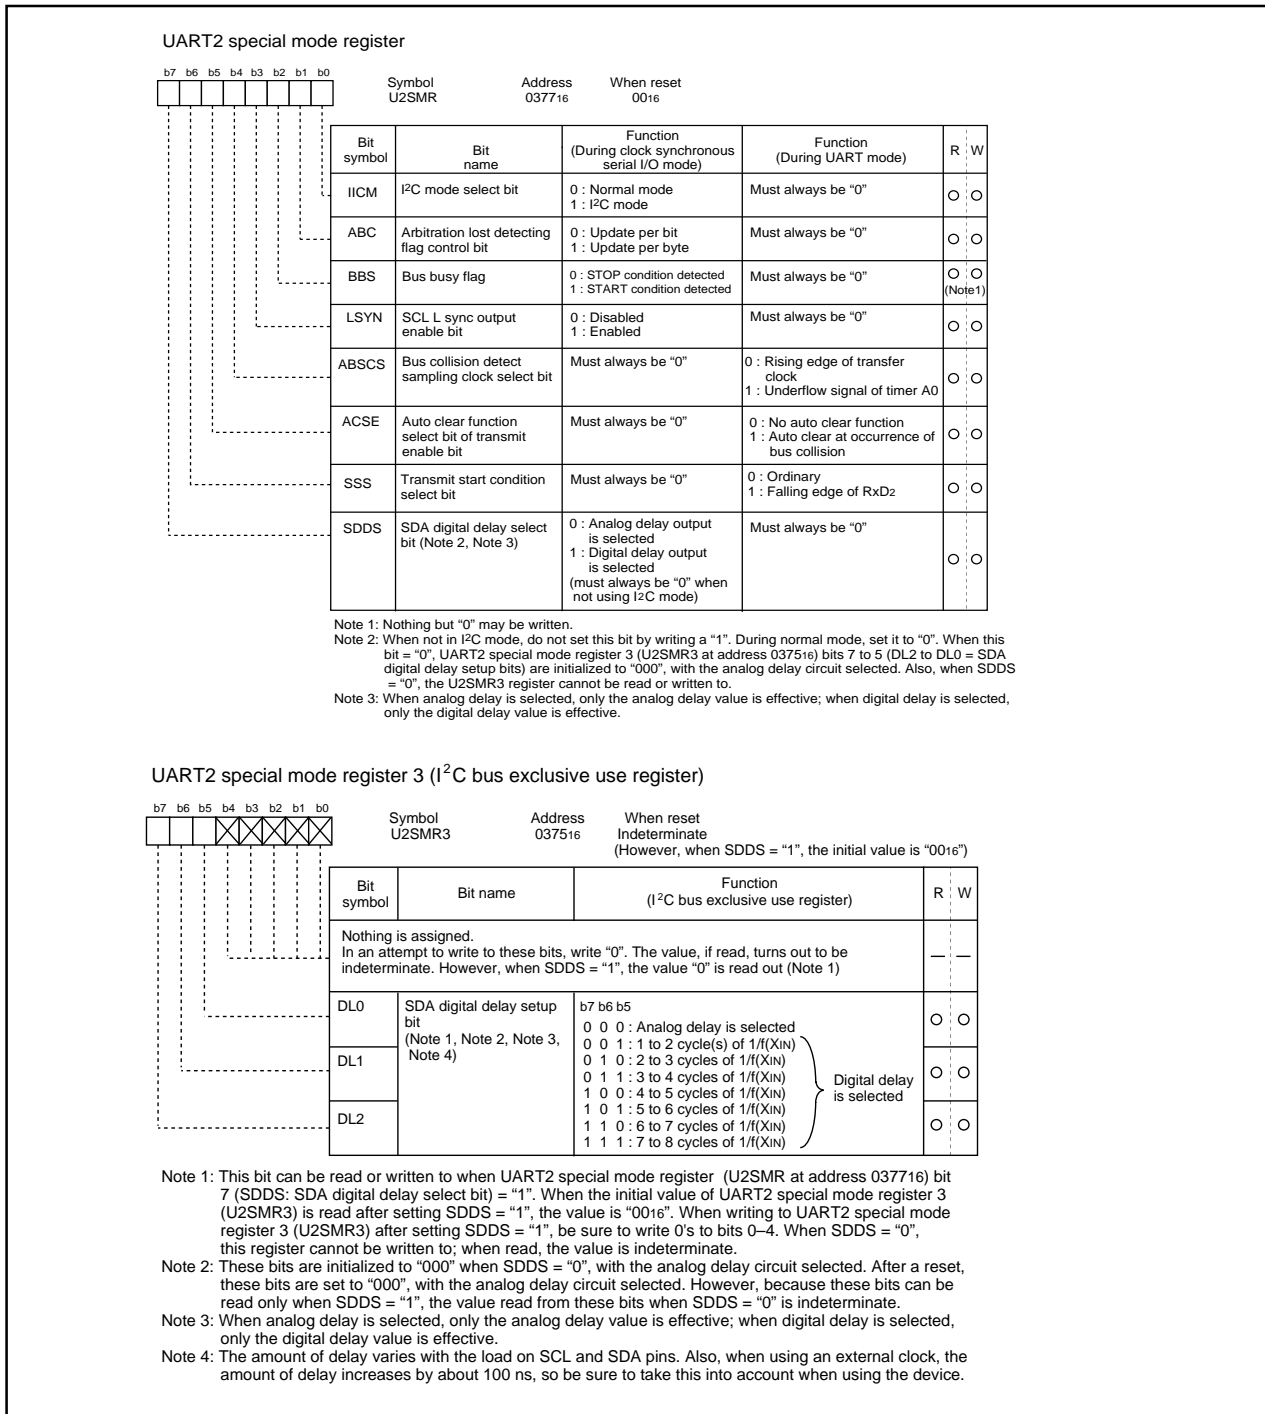 UART2 special mode register
b7 b6 b5 b4 b3 b2 b1 b0
Symbol Address When reset
U2SMR 037716 0016
Bit symbol Bit name Function (During clock synchronous serial I/O mode) Function (During UART mode) R W
IICM I2C mode select bit 0 : Normal mode Must always be “0”
1 : I2C mode
ABC Arbitration lost detecting 0 : Update per bit Must always be “0”
flag control bit 1 : Update per byte
BBS Bus busy flag 0 : STOP condition detected Must always be “0”
1 : START condition detected (Note1)
LSYN SCL L sync output 0 : Disabled Must always be “0”
enable bit 1 : Enabled
ABSCS Bus collision detect Must always be “0” 0 : Rising edge of transfer
sampling clock select bit clock
1 : Underflow signal of timer A0
ACSE Auto clear function Must always be “0” 0 : No auto clear function
select bit of transmit 1 : Auto clear at occurrence of
enable bit bus collision
SSS Transmit start condition Must always be “0” 0 : Ordinary
select bit 1 : Falling edge of RxD2
SDDS SDA digital delay select 0 : Analog delay output Must always be “0”
bit (Note 2, Note 3) is selected
1 : Digital delay output
is selected
(must always be “0” when
not using I2C mode)
Note 1: Nothing but “0” may be written.
Note 2: When not in I2C mode, do not set this bit by writing a “1”. During normal mode, set it to “0”. When this
bit = “0”, UART2 special mode register 3 (U2SMR3 at address 037516) bits 7 to 5 (DL2 to DL0 = SDA
digital delay setup bits) are initialized to “000”, with the analog delay circuit selected. Also, when SDDS
= “0”, the U2SMR3 register cannot be read or written to.
Note 3: When analog delay is selected, only the analog delay value is effective; when digital delay is selected,
only the digital delay value is effective.
UART2 special mode register 3 (I2C bus exclusive use register)
b7 b6 b5 b4 b3 b2 b1 b0
Symbol Address When reset
U2SMR3 037516 Indeterminate
(However, when SDDS = “1”, the initial value is “0016”)
Bit symbol Bit name Function (I2C bus exclusive use register) R W
Nothing is assigned.
In an attempt to write to these bits, write “0”. The value, if read, turns out to be
indeterminate. However, when SDDS = “1”, the value “0” is read out (Note 1) — —
DL0 SDA digital delay setup b7 b6 b5
bit
(Note 1, Note 2, Note 3,
Note 4)
DL1
DL2
0 0 0 : Analog delay is selected
0 0 1 : 1 to 2 cycle(s) of 1/f(XIN)
0 1 0 : 2 to 3 cycles of 1/f(XIN)
0 1 1 : 3 to 4 cycles of 1/f(XIN)
1 0 0 : 4 to 5 cycles of 1/f(XIN)
1 0 1 : 5 to 6 cycles of 1/f(XIN)
1 1 0 : 6 to 7 cycles of 1/f(XIN)
1 1 1 : 7 to 8 cycles of 1/f(XIN)
Digital delay
is selected
Note 1: This bit can be read or written to when UART2 special mode register (U2SMR at address 037716) bit
7 (SDDS: SDA digital delay select bit) = “1”. When the initial value of UART2 special mode register 3
(U2SMR3) is read after setting SDDS = “1”, the value is “0016”. When writing to UART2 special mode
register 3 (U2SMR3) after setting SDDS = “1”, be sure to write 0's to bits 0–4. When SDDS = “0”,
this register cannot be written to; when read, the value is indeterminate.
Note 2: These bits are initialized to “000” when SDDS = “0”, with the analog delay circuit selected. After a reset,
these bits are set to “000”, with the analog delay circuit selected. However, because these bits can be
read only when SDDS = “1”, the value read from these bits when SDDS = “0” is indeterminate.
Note 3: When analog delay is selected, only the analog delay value is effective; when digital delay is selected,
only the digital delay value is effective.
Note 4: The amount of delay varies with the load on SCL and SDA pins. Also, when using an external clock, the
amount of delay increases by about 100 ns, so be sure to take this into account when using the device.